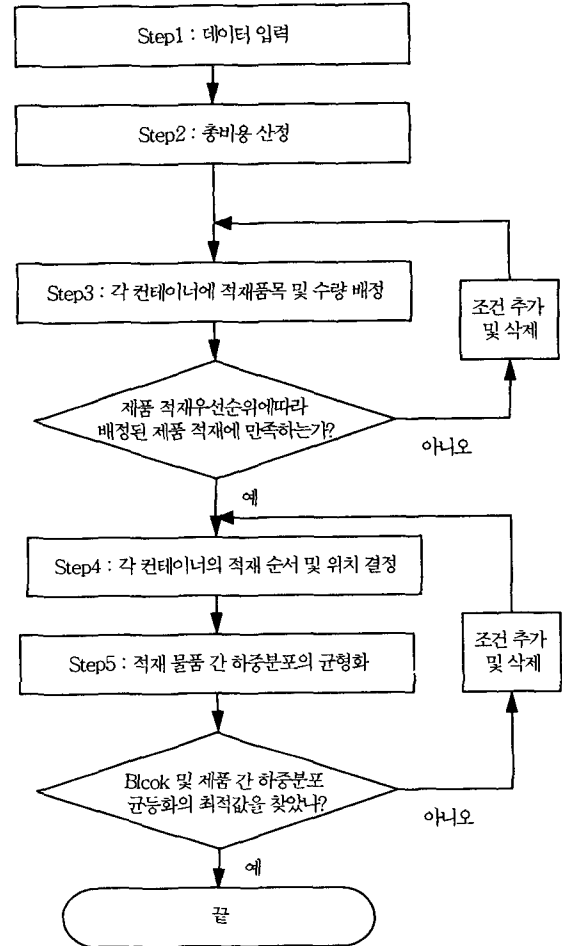 Step1 : 데이터 입력
Step2 : 총비용 산정
Step3 : 각 컨테이너에 적재품목 및 수량 배정
조건 추가
및 삭제
제품 적재우선순위에따라
배정된 제품 적재에 만족하는가?
아니오
예
Step4 : 각 컨테이너의 적재 순서 및 위치 결정
Step5 : 적재 물품 간 하중분포의 균형화
조건 추가
및 삭제
Blcok 및 제품 간 하중분포
균등화의 최적값을 찾았나?
아니오
예
끝